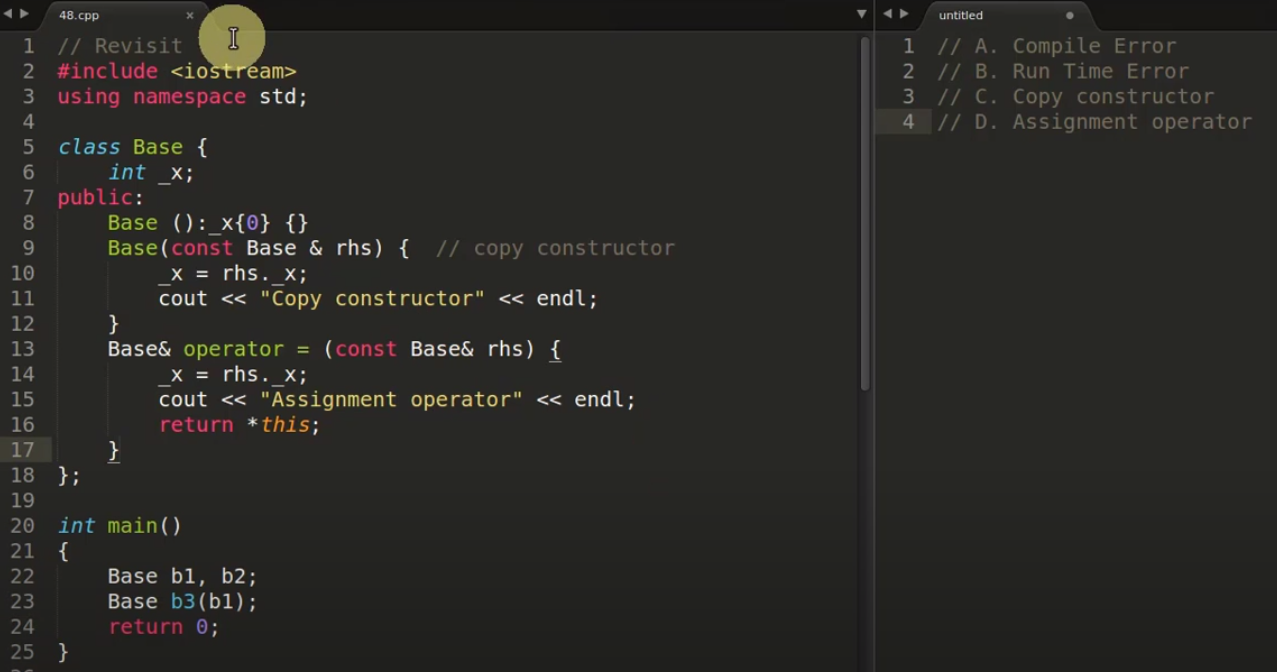 48.cpp ×
1 // Revisit
2 #include <iostream>
3 using namespace std;
4
5 class Base {
6     int _x;
7 public:
8     Base ():_x{0} {}
9     Base(const Base & rhs) {  // copy constructor
10         _x = rhs._x;
11         cout << "Copy constructor" << endl;
12     }
13     Base& operator = (const Base& rhs) {
14         _x = rhs._x;
15         cout << "Assignment operator" << endl;
16         return *this;
17     }
18 };
19
20 int main()
21 {
22     Base b1, b2;
23     Base b3(b1);
24     return 0;
25 }
untitled
1 // A. Compile Error
2 // B. Run Time Error
3 // C. Copy constructor
4 // D. Assignment operator